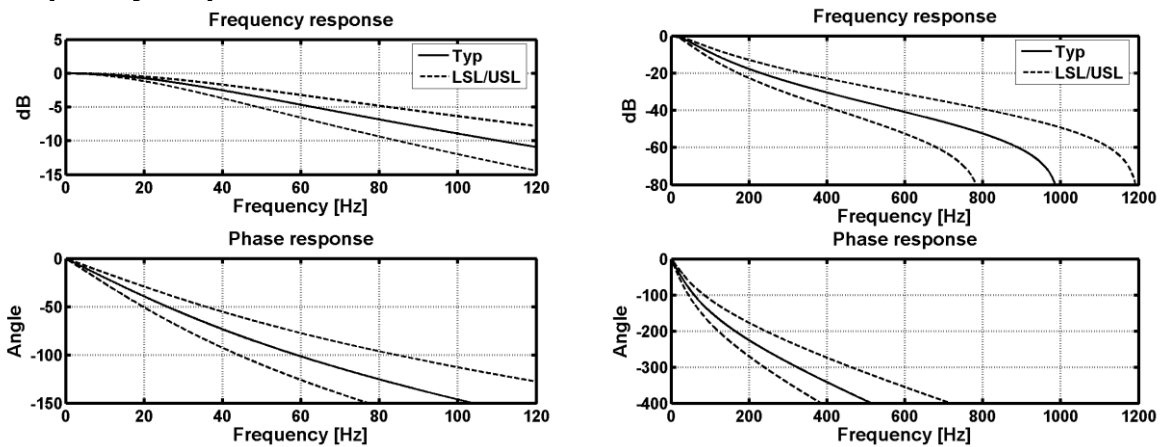 Frequency response
5
0
-5
-10
-15
dB
Typ
LSL/USL
0 20 40 60 80 100 120
Frequency [Hz]
Phase response
0
-50
-100
-150
Angle
0 20 40 60 80 100 120
Frequency [Hz]
Frequency response
0
-20
-40
-60
-80
dB
Typ
LSL/USL
0 200 400 600 800 1000 1200
Frequency [Hz]
Phase response
0
-100
-200
-300
-400
Angle
0 200 400 600 800 1000 1200
Frequency [Hz]